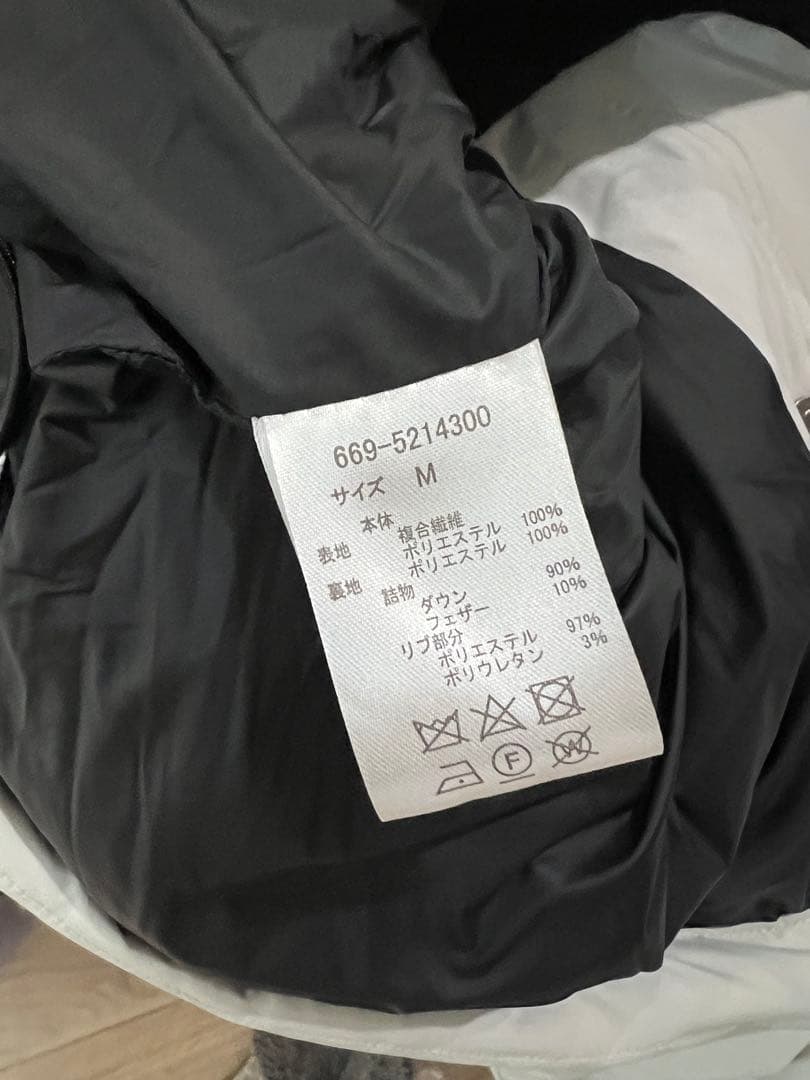 669-5214300
サイズ M
本体
表地 複合繊維
ポリエステル 100%
裏地 ポリエステル 100%
詰物
ダウン 90%
フェザー 10%
リブ部分
ポリエステル 97%
ポリウレタン 3%
F W